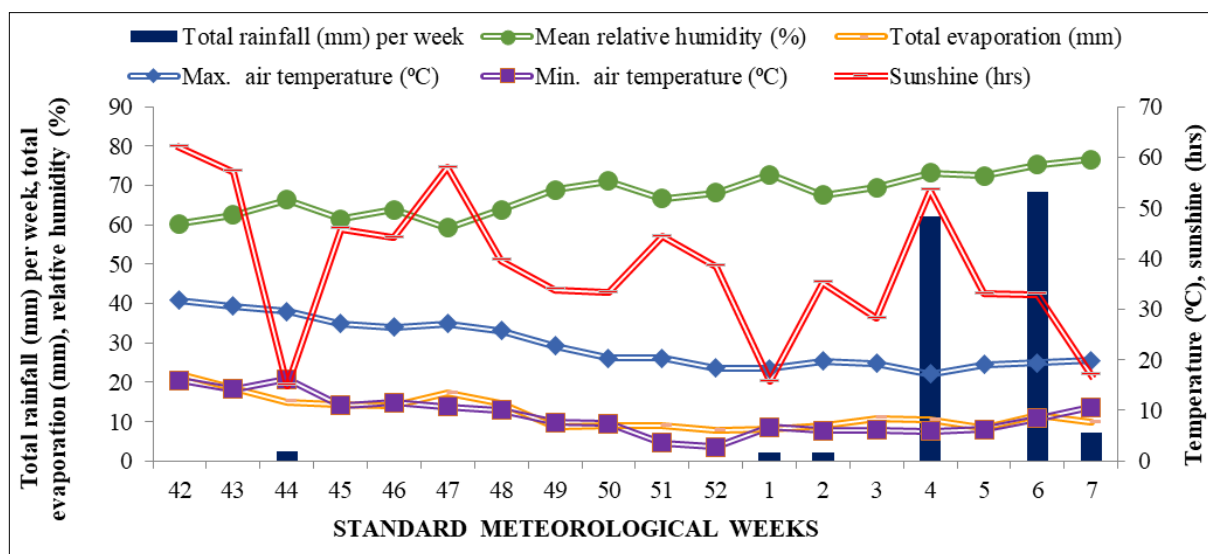 Total rainfall (mm) per week Mean relative humidity (%) Total evaporation (mm)
Max. air temperature (ºC) Min. air temperature (ºC) Sunshine (hrs)
Total rainfall (mm) per week, total
evaporation (mm), relative humidity (%)
90
80
70
60
50
40
30
20
10
0
70
60
50
40
30
20
10
0
Temperature (ºC), sunshine (hrs)
42 43 44 45 46 47 48 49 50 51 52 1 2 3 4 5 6 7
STANDARD METEOROLOGICAL WEEKS